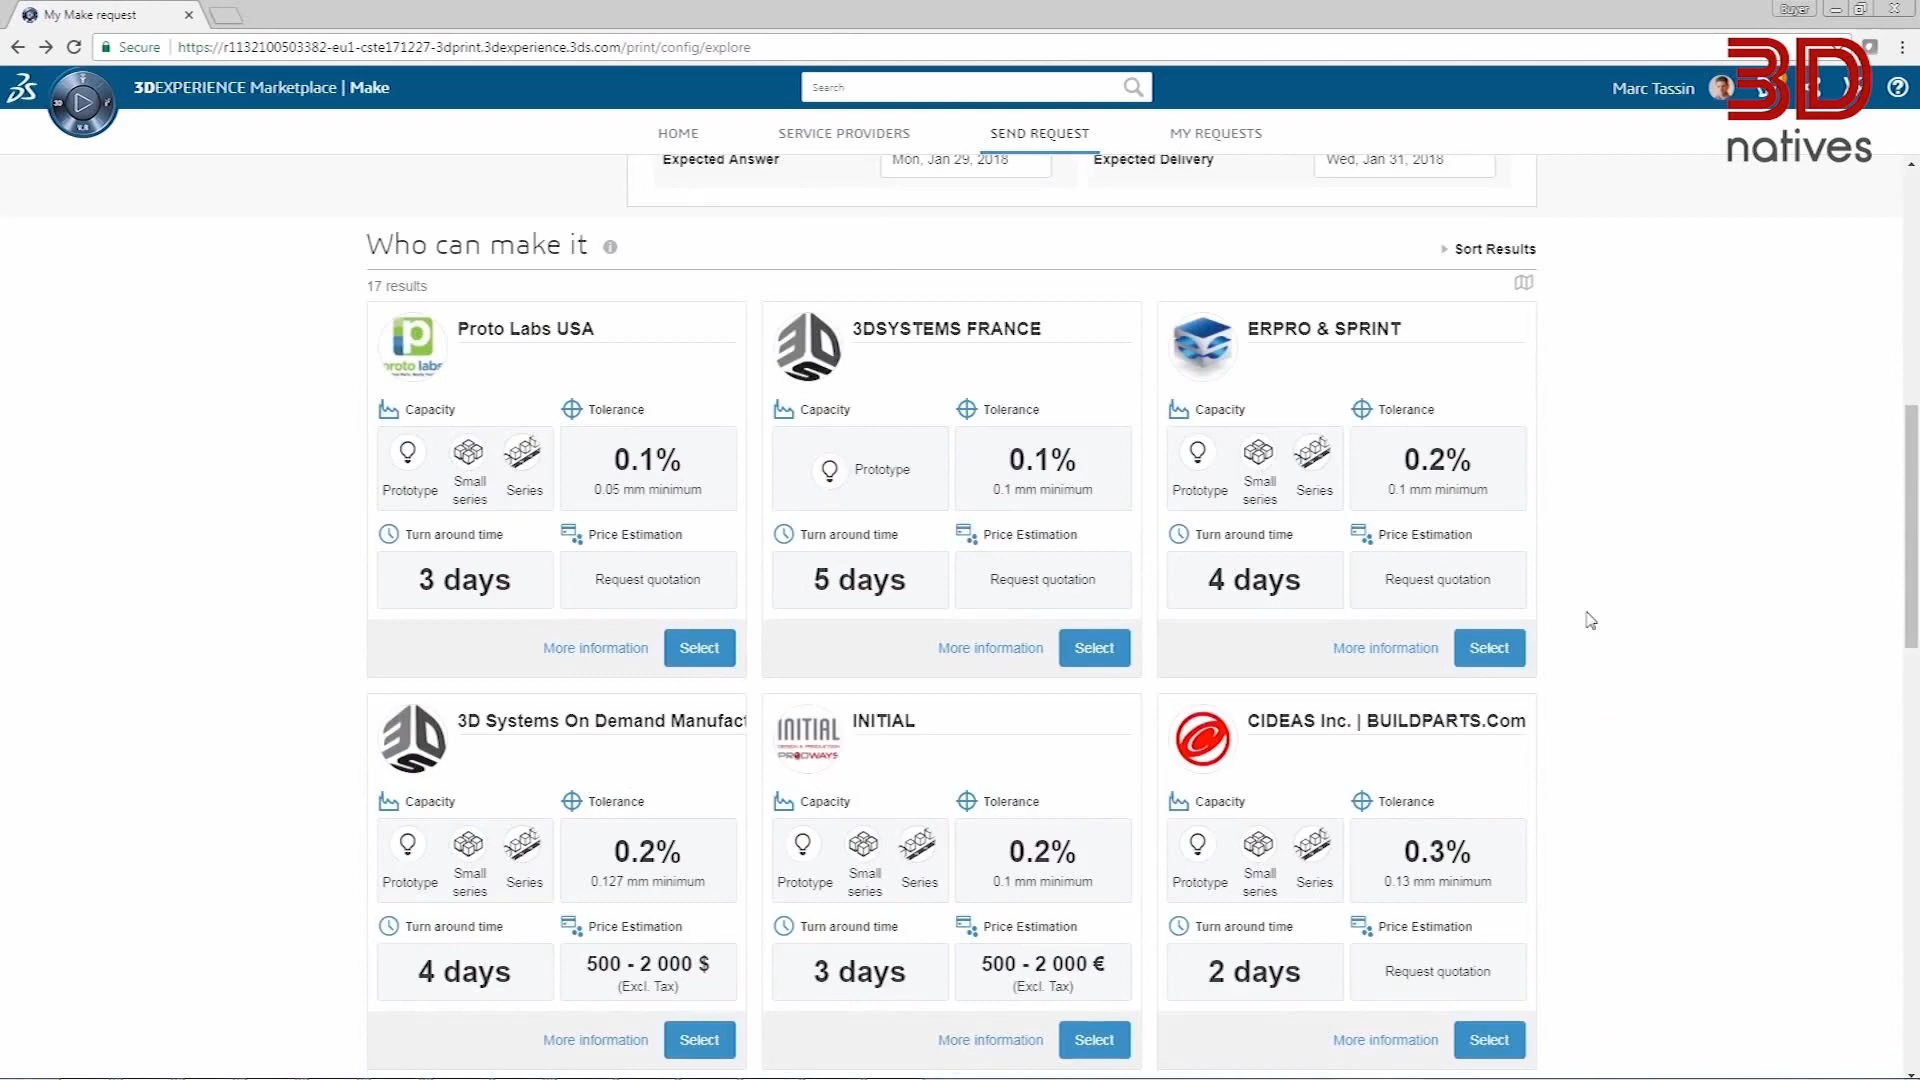 My Make request
Buyer
Secure
https://r1132100503382-eu1-cste171227-3dprint.3dexperience.3ds.com/print/config/explore
3DEXPERIENCE Marketplace | Make
Search
Marc Tassin
3D
natives
3D
V.R
HOME
SERVICE PROVIDERS
SEND REQUEST
MY REQUESTS
Expected Answer
Mon, Jan 29, 2018
Expected Delivery
Wed, Jan 31, 2018
Who can make it
Sort Results
17 results
proto labs
Proto Labs USA
Capacity
Tolerance
Prototype
Small
series
Series
0.1%
0.05 mm minimum
Turn around time
Price Estimation
3 days
Request quotation
More information
Select
3DS
3DSYSTEMS FRANCE
Capacity
Tolerance
Prototype
0.1%
0.1 mm minimum
Turn around time
Price Estimation
5 days
Request quotation
More information
Select
ERPRO & SPRINT
Capacity
Tolerance
Prototype
Small
series
Series
0.2%
0.1 mm minimum
Turn around time
Price Estimation
4 days
Request quotation
More information
Select
3DS
3D Systems On Demand Manufact
Capacity
Tolerance
Prototype
Small
series
Series
0.2%
0.127 mm minimum
Turn around time
Price Estimation
4 days
500 - 2 000 $
(Excl. Tax)
More information
Select
INITIAL
DESIGN & PRODUCTION
PRODWAYS
INITIAL
Capacity
Tolerance
Prototype
Small
series
Series
0.2%
0.1 mm minimum
Turn around time
Price Estimation
3 days
500 - 2 000 €
(Excl. Tax)
More information
Select
CIDEAS Inc. | BUILDPARTS.Com
Capacity
Tolerance
Prototype
Small
series
Series
0.3%
0.13 mm minimum
Turn around time
Price Estimation
2 days
Request quotation
More information
Select